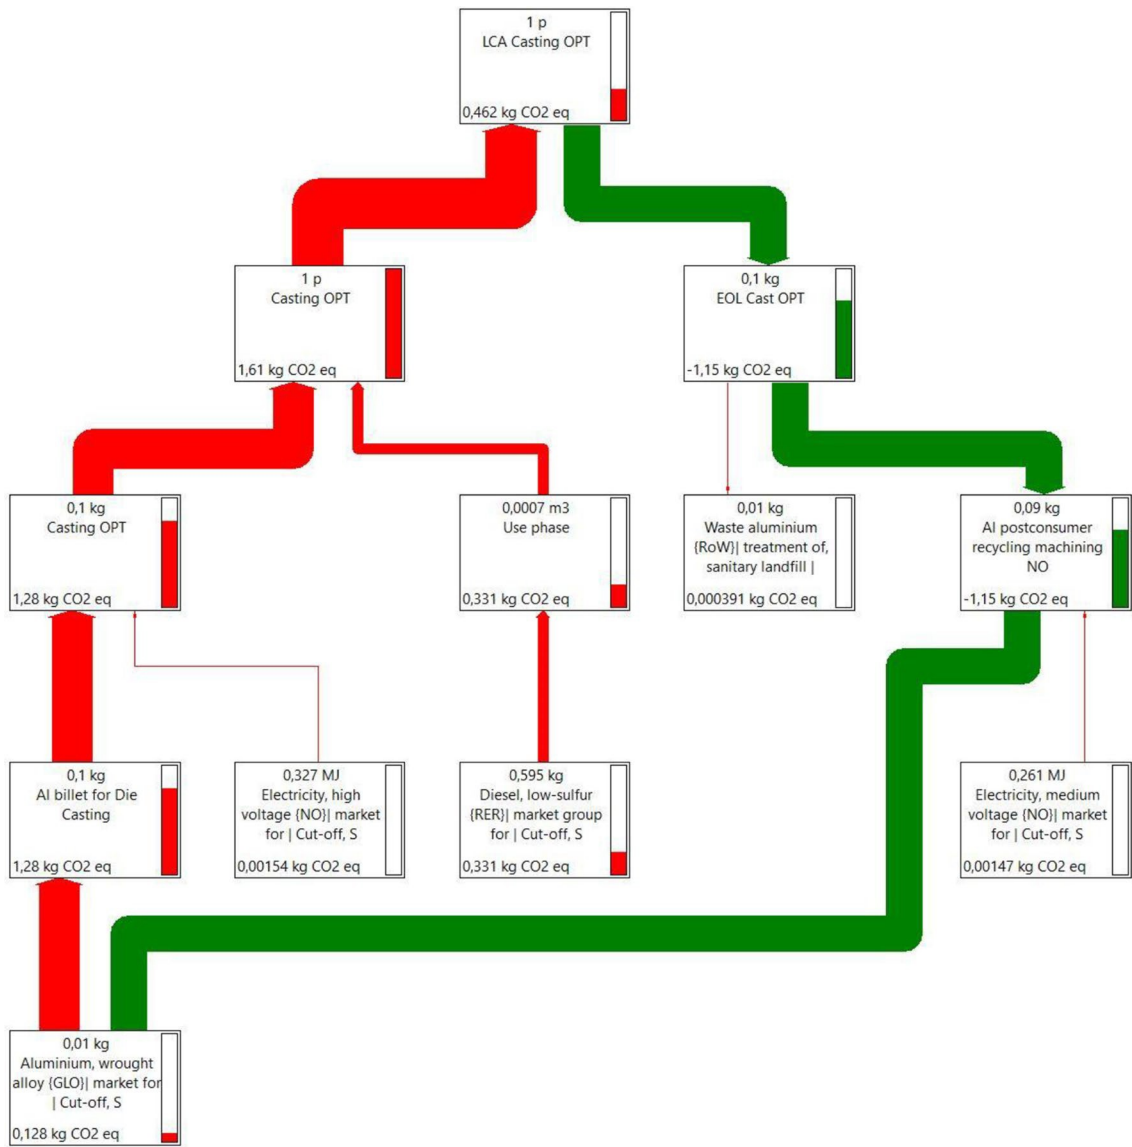 1 p
LCA Casting OPT
0,462 kg CO2 eq
1 p
Casting OPT
1,61 kg CO2 eq
0,1 kg
EOL Cast OPT
-1,15 kg CO2 eq
0,1 kg
Casting OPT
1,28 kg CO2 eq
0,0007 m3
Use phase
0,331 kg CO2 eq
0,01 kg
Waste aluminium
{RoW}| treatment of,
sanitary landfill |
0,000391 kg CO2 eq
0,09 kg
Al postconsumer
recycling machining
NO
-1,15 kg CO2 eq
0,1 kg
Al billet for Die
Casting
1,28 kg CO2 eq
0,327 MJ
Electricity, high
voltage {NO}| market
for | Cut-off, S
0,00154 kg CO2 eq
0,595 kg
Diesel, low-sulfur
{RER}| market group
for | Cut-off, S
0,331 kg CO2 eq
0,261 MJ
Electricity, medium
voltage {NO}| market
for | Cut-off, S
0,00147 kg CO2 eq
0,01 kg
Aluminium, wrought
alloy {GLO}| market for
| Cut-off, S
0,128 kg CO2 eq